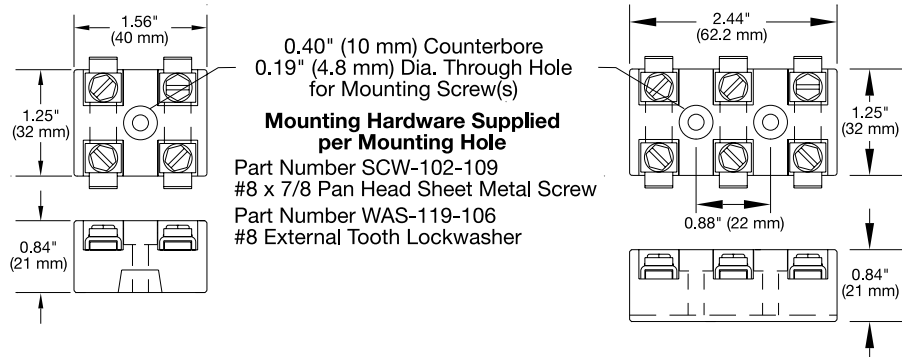 1.56"
(40 mm)
1.25"
(32 mm)
0.84"
(21 mm)
0.40" (10 mm) Counterbore
0.19" (4.8 mm) Dia. Through Hole
for Mounting Screw(s)
Mounting Hardware Supplied
per Mounting Hole
Part Number SCW-102-109
#8 x 7/8 Pan Head Sheet Metal Screw
Part Number WAS-119-106
#8 External Tooth Lockwasher
2.44"
(62.2 mm)
1.25"
(32 mm)
0.88" (22 mm)
0.84"
(21 mm)